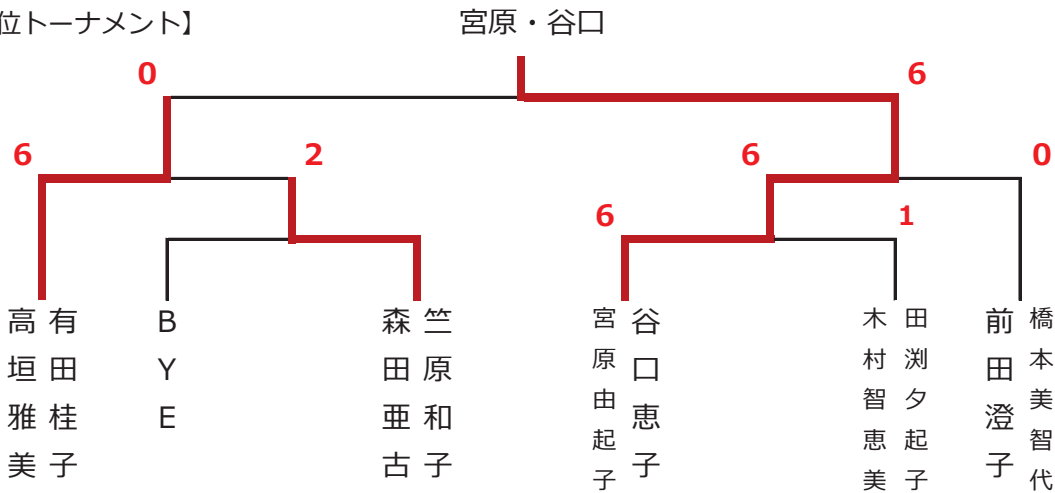 位トーナメント】
宮原・谷口
0
6
6
2
6
0
6
1
高垣雅美
有田桂子
BYE
森田亜古
竺原和子
宮原由起子
谷口恵子
木村智恵美
田渕夕起子
前田澄子
橋本美智代